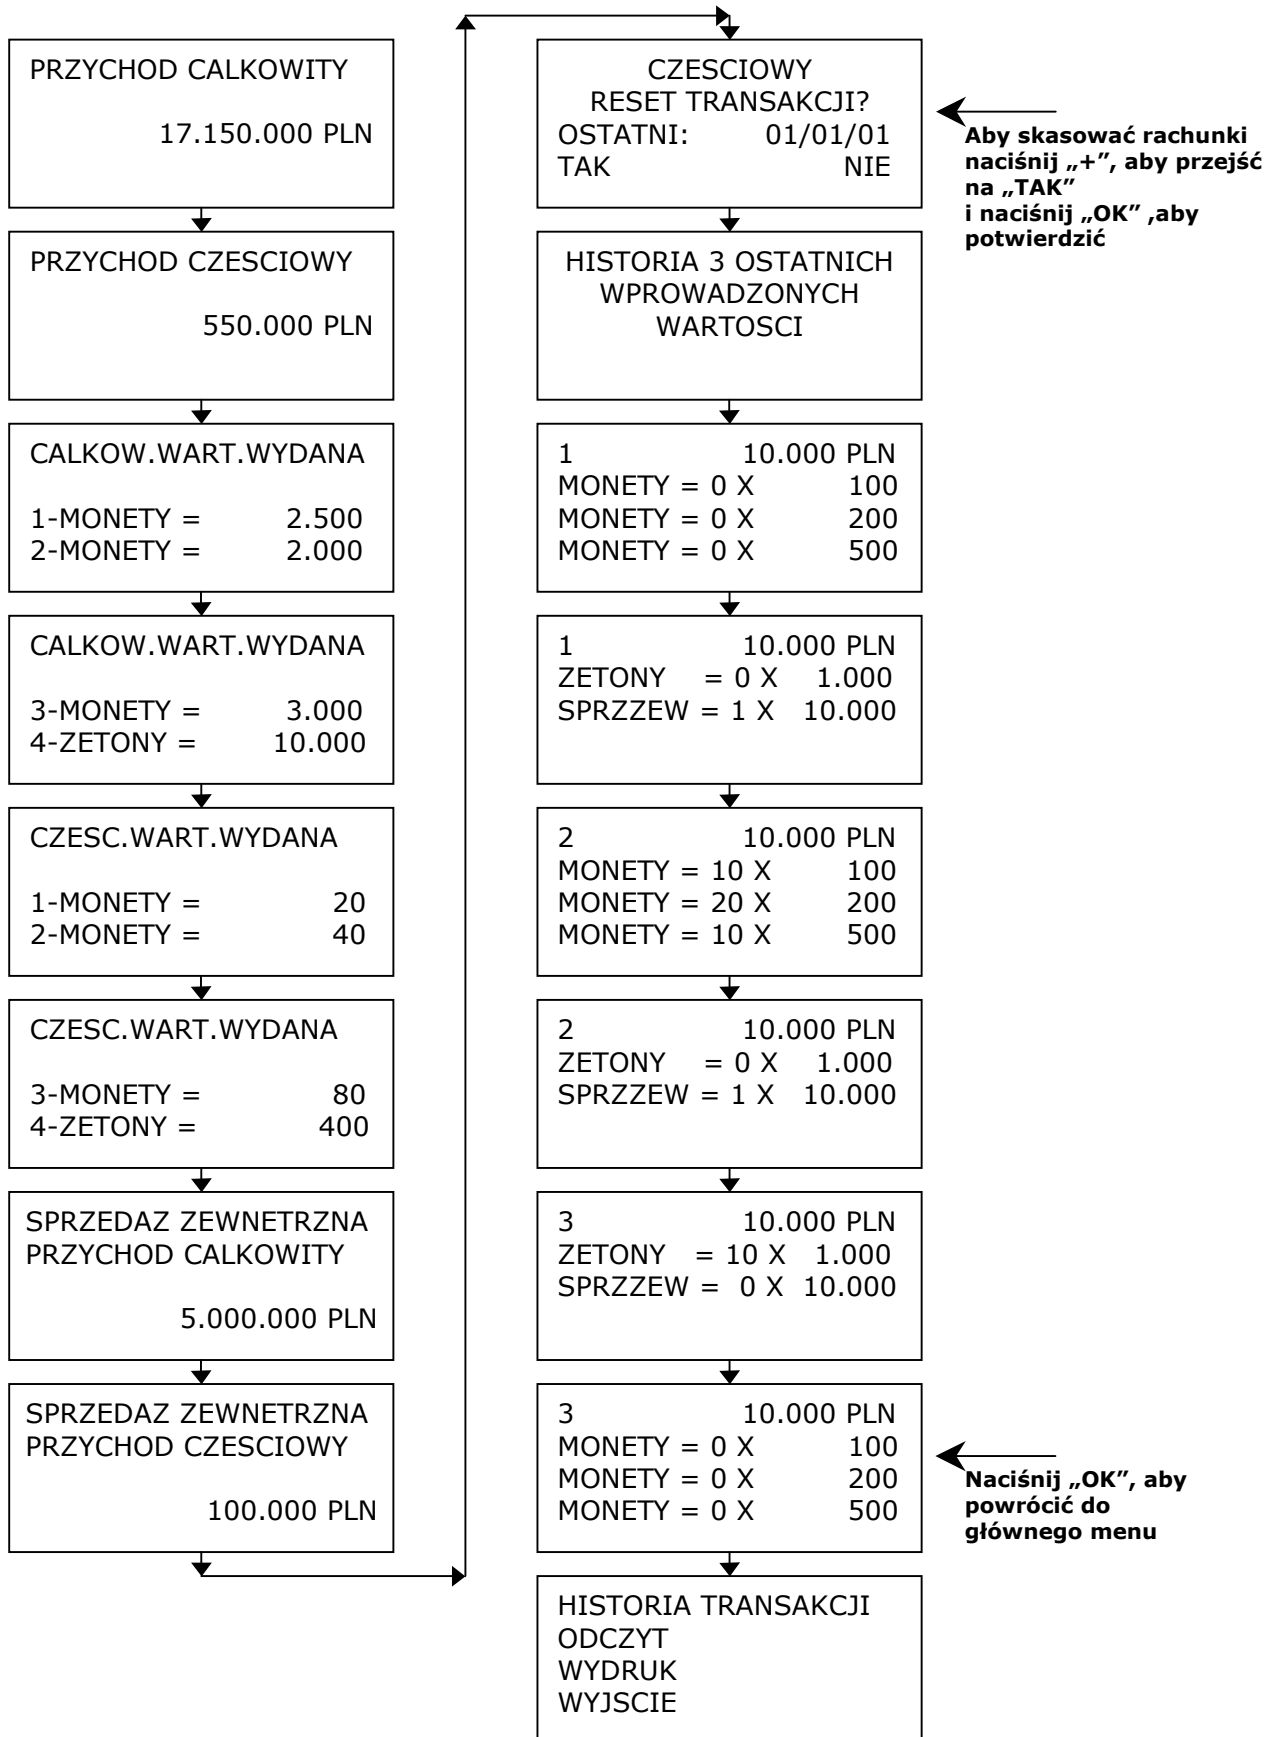 PRZYCHOD CALKOWITY
17.150.000 PLN
PRZYCHOD CZESCIOWY
550.000 PLN
CALKOW.WART.WYDANA
1-MONETY = 2.500
2-MONETY = 2.000
CALKOW.WART.WYDANA
3-MONETY = 3.000
4-ZETONY = 10.000
CZESC.WART.WYDANA
1-MONETY = 20
2-MONETY = 40
CZESC.WART.WYDANA
3-MONETY = 80
4-ZETONY = 400
SPRZEDAZ ZEWNETRZNA
PRZYCHOD CALKOWITY
5.000.000 PLN
SPRZEDAZ ZEWNETRZNA
PRZYCHOD CZESCIOWY
100.000 PLN
CZESCIOWY
RESET TRANSAKCJI?
OSTATNI: 01/01/01
TAK NIE
Aby skasować rachunki
naciśnij „+”, aby przejść
na „TAK”
i naciśnij „OK” ,aby
potwierdzić
HISTORIA 3 OSTATNICH
WPROWADZONYCH
WARTOSCI
1 10.000 PLN
MONETY = 0 X 100
MONETY = 0 X 200
MONETY = 0 X 500
1 10.000 PLN
ZETONY = 0 X 1.000
SPRZZEW = 1 X 10.000
2 10.000 PLN
MONETY = 10 X 100
MONETY = 20 X 200
MONETY = 10 X 500
2 10.000 PLN
ZETONY = 0 X 1.000
SPRZZEW = 1 X 10.000
3 10.000 PLN
ZETONY = 10 X 1.000
SPRZZEW = 0 X 10.000
3 10.000 PLN
MONETY = 0 X 100
MONETY = 0 X 200
MONETY = 0 X 500
Naciśnij „OK”, aby
powrócić do
głównego menu
HISTORIA TRANSAKCJI
ODCZYT
WYDRUK
WYJSCIE